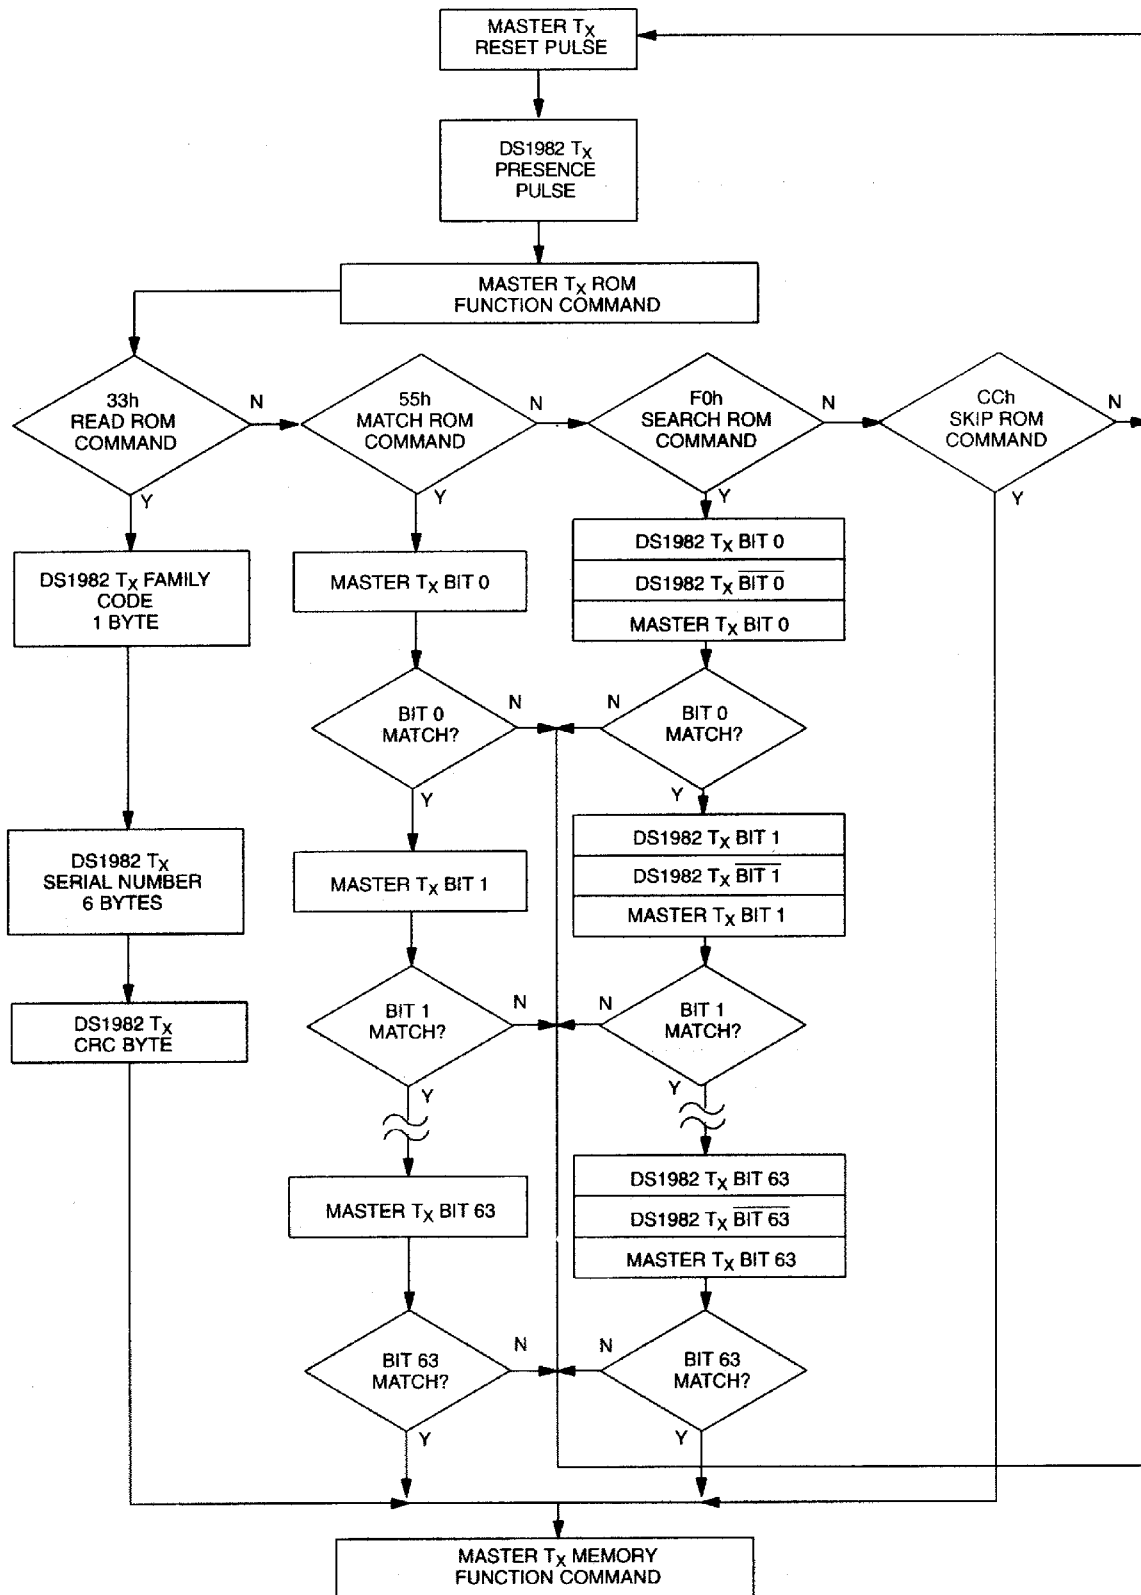 MASTER TX
RESET PULSE
DS1982 TX
PRESENCE
PULSE
MASTER TX ROM
FUNCTION COMMAND
33h
READ ROM
COMMAND
N
Y
55h
MATCH ROM
COMMAND
N
Y
F0h
SEARCH ROM
COMMAND
N
Y
CCh
SKIP ROM
COMMAND
N
Y
DS1982 TX FAMILY
CODE
1 BYTE
DS1982 TX
SERIAL NUMBER
6 BYTES
DS1982 TX
CRC BYTE
MASTER TX BIT 0
BIT 0
MATCH?
N
Y
MASTER TX BIT 1
BIT 1
MATCH?
N
Y
MASTER TX BIT 63
BIT 63
MATCH?
N
Y
DS1982 TX BIT 0
DS1982 TX BIT 0
MASTER TX BIT 0
N
BIT 0
MATCH?
Y
DS1982 TX BIT 1
DS1982 TX BIT 1
MASTER TX BIT 1
N
BIT 1
MATCH?
Y
DS1982 TX BIT 63
DS1982 TX BIT 63
MASTER TX BIT 63
N
BIT 63
MATCH?
Y
MASTER TX MEMORY
FUNCTION COMMAND